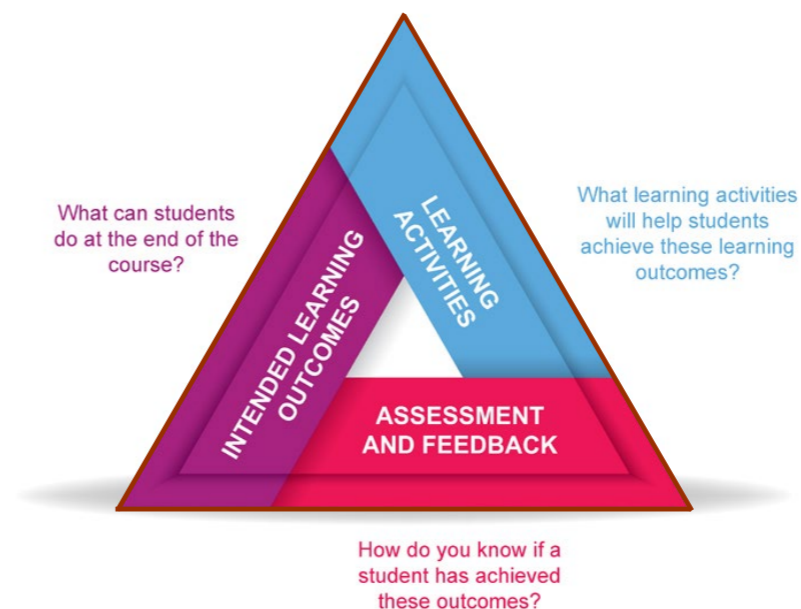 What can students
do at the end of the
course?
INTENDED LEARNING
OUTCOMES
LEARNING
ACTIVITIES
What learning activities
will help students
achieve these learning
outcomes?
ASSESSMENT
AND FEEDBACK
How do you know if a
student has achieved
these outcomes?